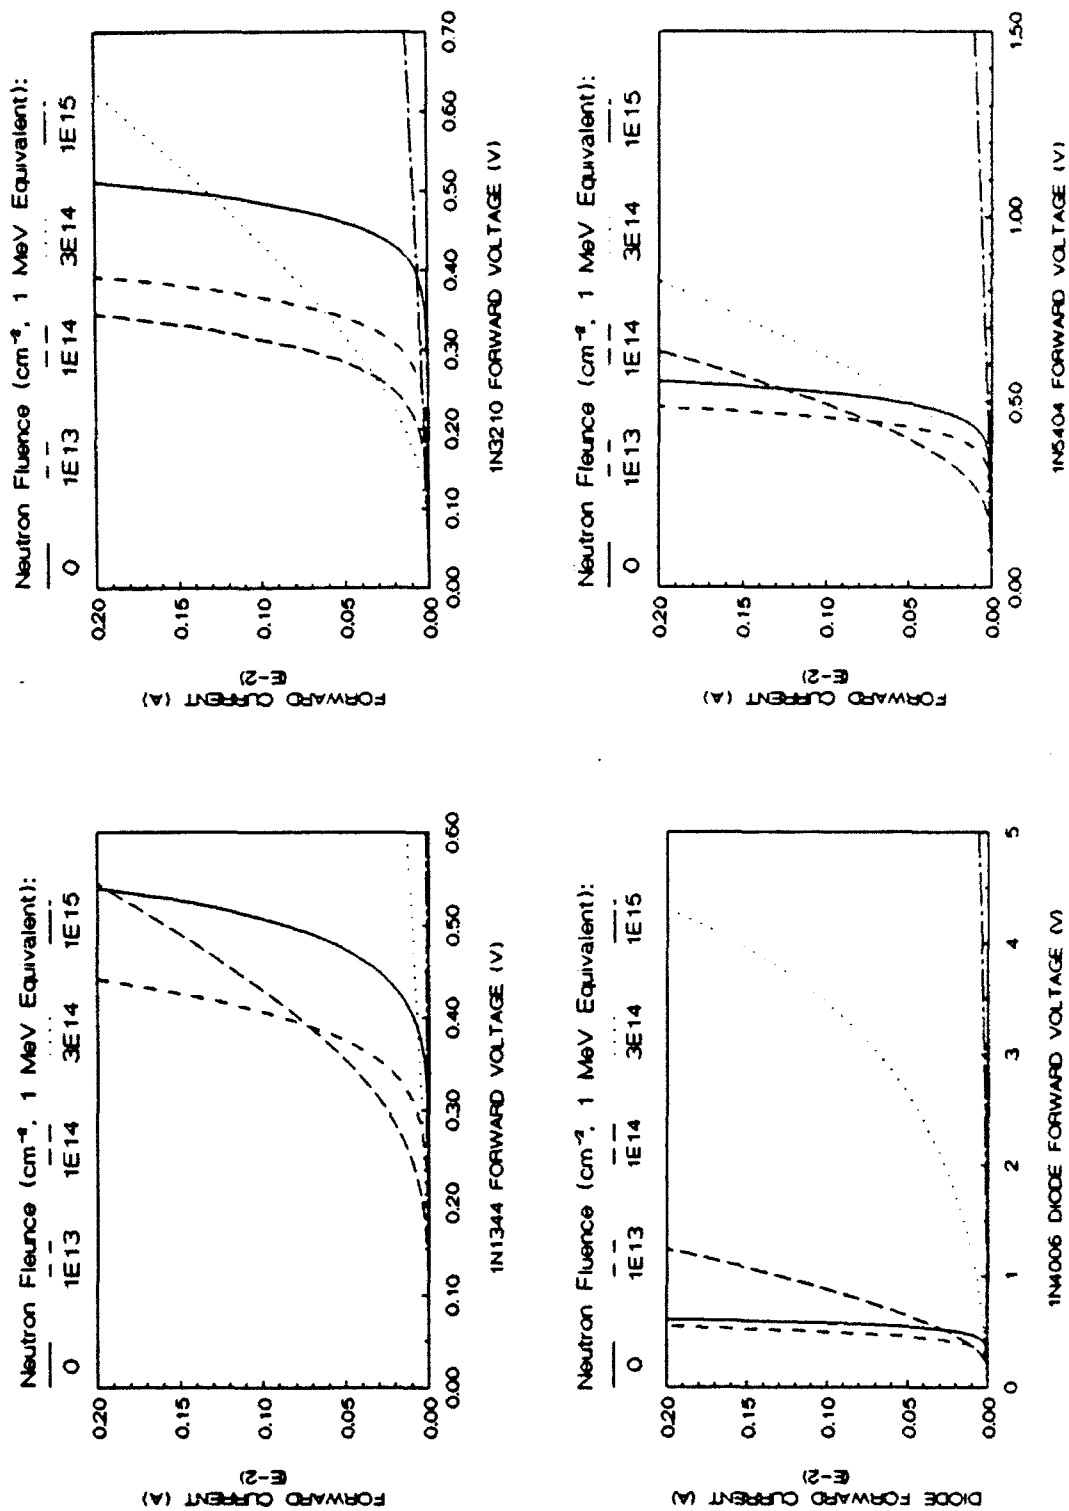 Neutron Fleunce (cm⁻², 1 MeV Equivalent):
0 1E13 1E14 3E14 1E15
FORWARD CURRENT (A)
(E-2)
0.20
0.15
0.10
0.05
0.00
0.00 0.10 0.20 0.30 0.40 0.50 0.60
1N1344 FORWARD VOLTAGE (V)
Neutron Fluence (cm⁻², 1 MeV Equivalent):
0 1E13 1E14 3E14 1E15
FORWARD CURRENT (A)
(E-2)
0.20
0.15
0.10
0.05
0.00
0.00 0.10 0.20 0.30 0.40 0.50 0.60 0.70
1N3210 FORWARD VOLTAGE (V)
Neutron Fluence (cm⁻², 1 MeV Equivalent):
0 1E13 1E14 3E14 1E15
DIODE FORWARD CURRENT (A)
(E-2)
0.20
0.15
0.10
0.05
0.00
0 1 2 3 4 5
1N4006 DIODE FORWARD VOLTAGE (V)
Neutron Fleunce (cm⁻², 1 MeV Equivalent):
0 1E13 1E14 3E14 1E15
FORWARD CURRENT (A)
(E-2)
0.20
0.15
0.10
0.05
0.00
0.00 0.50 1.00 1.50
1N5404 FORWARD VOLTAGE (V)